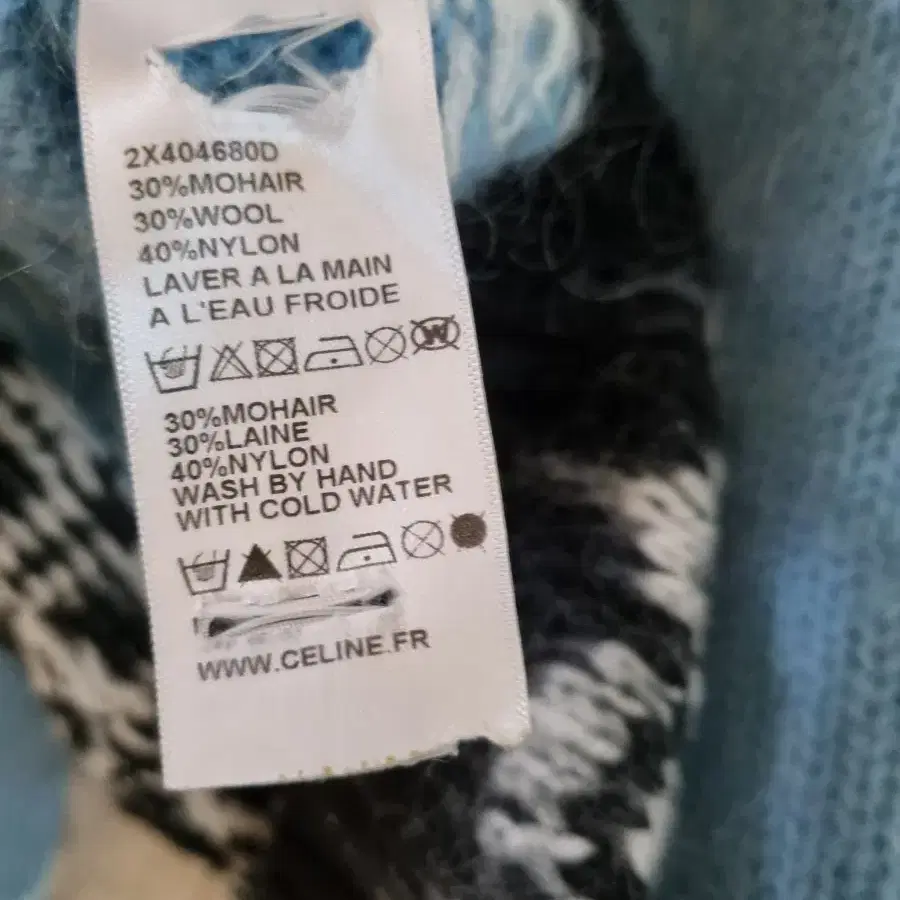 2X404680D
30%MOHAIR
30%WOOL
40%NYLON
LAVER A LA MAIN
A L'EAU FROIDE
W
30%MOHAIR
30%LAINE
40%NYLON
WASH BY HAND
WITH COLD WATER
WWW.CELINE.FR